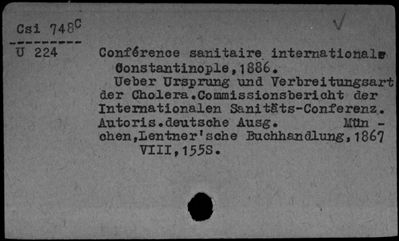 Csi 748C
U 224
Conférence sanitaire internationale
Constantinople,1886.
Ueber Ursprung und Verbreitungsart
der Cholera.Commissionsbericht der
Internationalen Sanitäts-Conferenz.
Autoris.deutsche Ausg. Mün -
chen,Lentner'sche Buchhandlung,1867
VIII,155S.